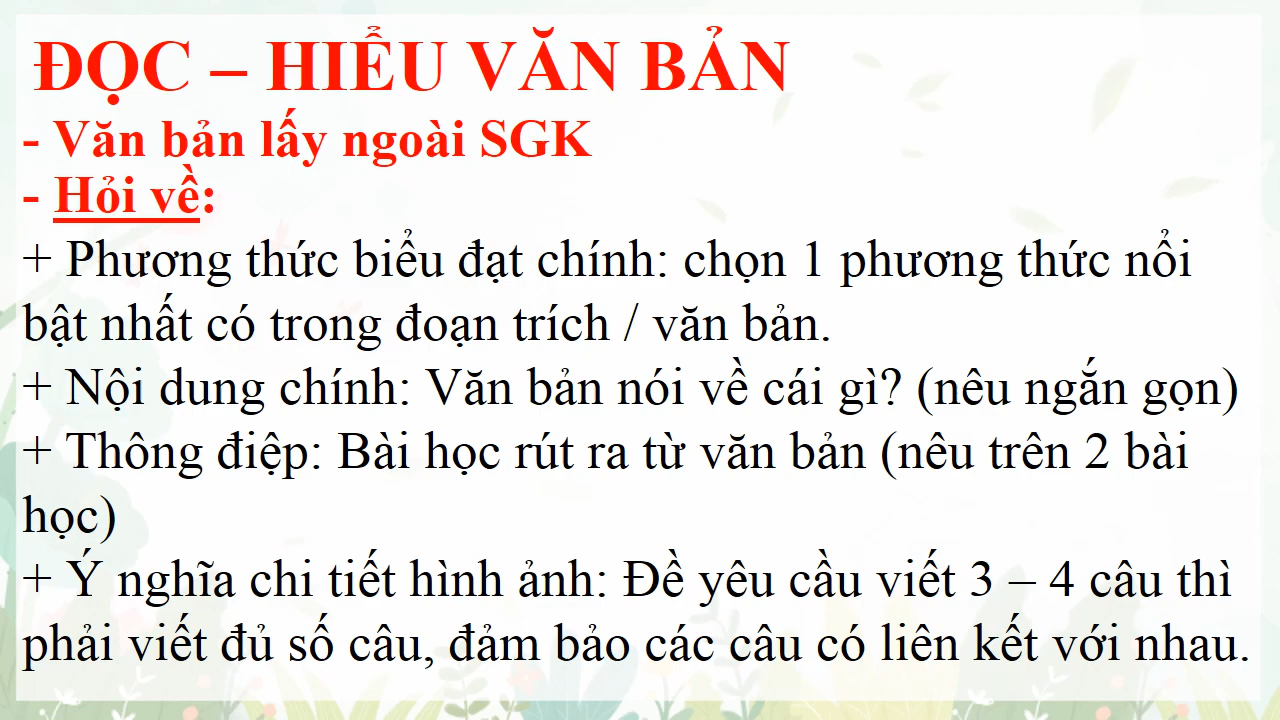 ĐỌC – HIỂU VĂN BẢN
- Văn bản lấy ngoài SGK
- Hỏi về:
+ Phương thức biểu đạt chính: chọn 1 phương thức nổi
bật nhất có trong đoạn trích / văn bản.
+ Nội dung chính: Văn bản nói về cái gì? (nêu ngắn gọn)
+ Thông điệp: Bài học rút ra từ văn bản (nêu trên 2 bài
học)
+ Ý nghĩa chi tiết hình ảnh: Đề yêu cầu viết 3 – 4 câu thì
phải viết đủ số câu, đảm bảo các câu có liên kết với nhau.